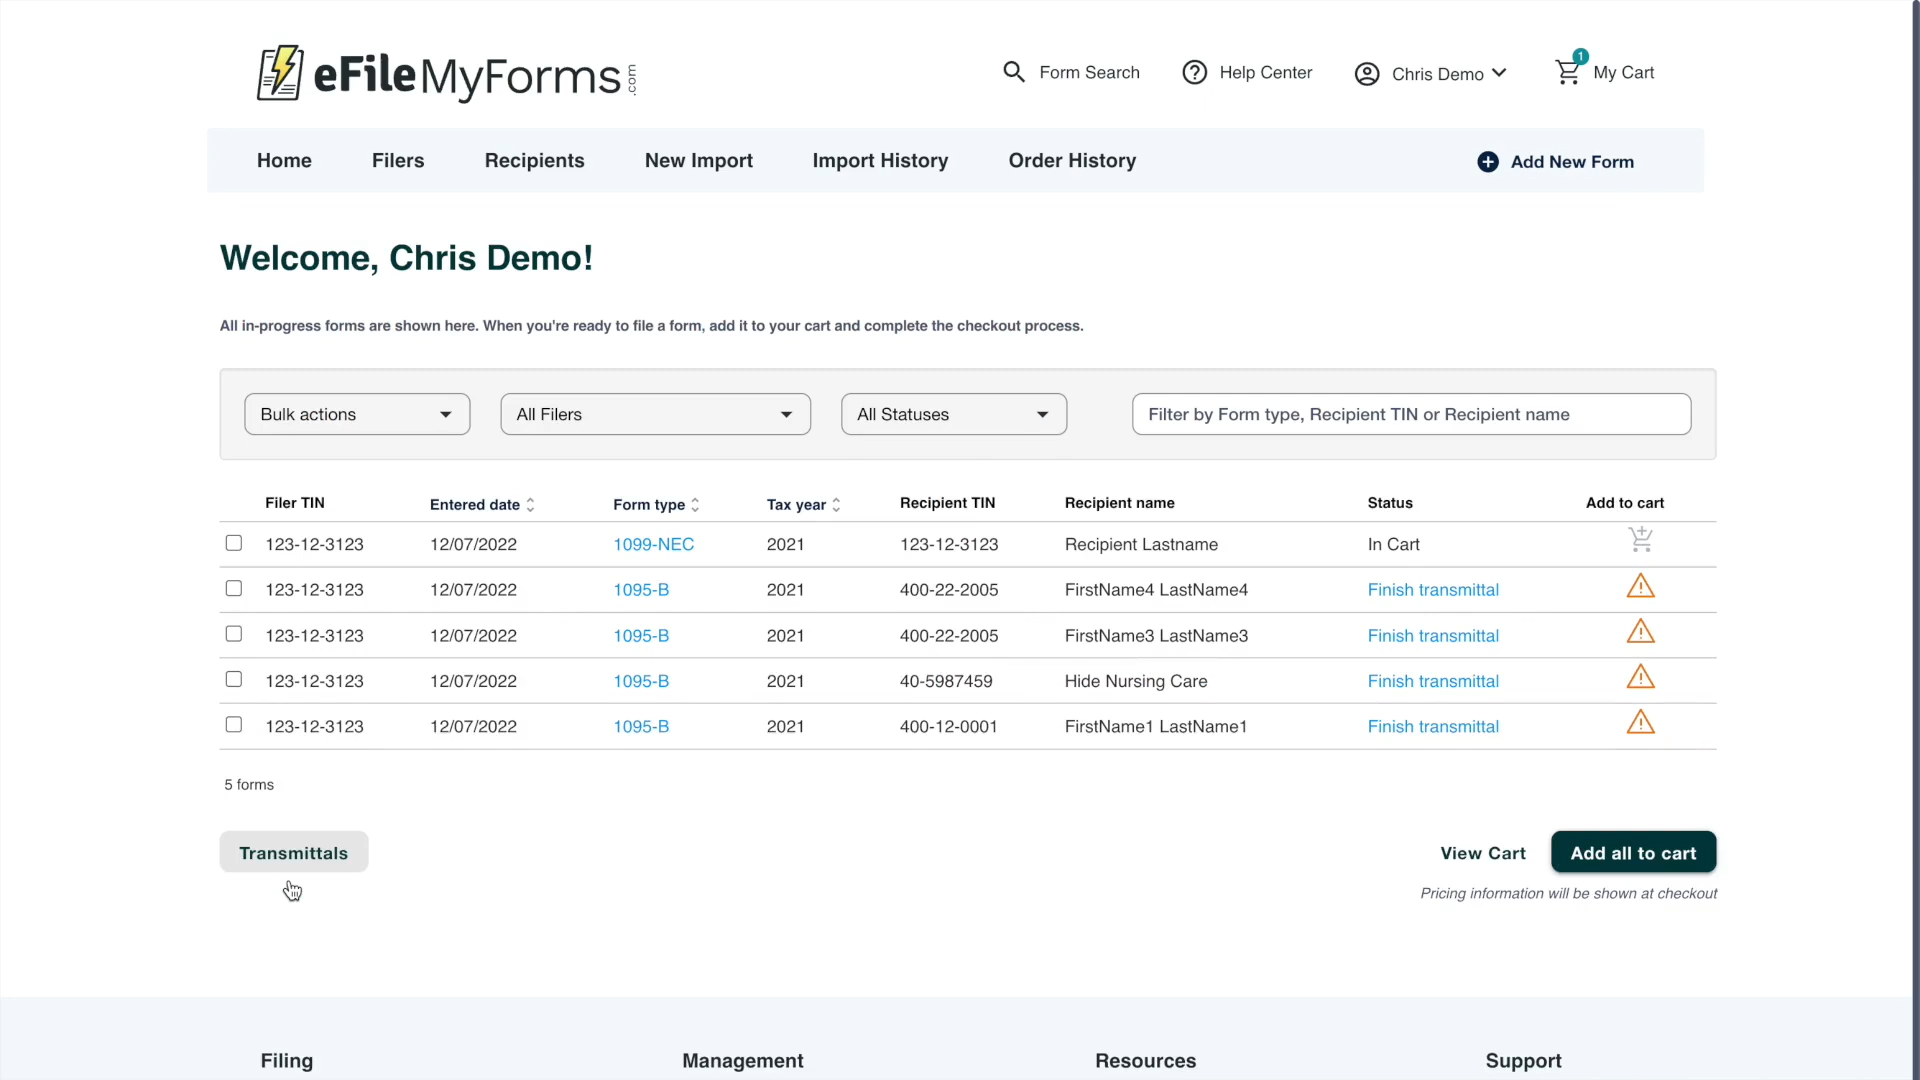 eFileMyForms.com
Form Search
Help Center
Chris Demo
1
My Cart
Home
Filers
Recipients
New Import
Import History
Order History
Add New Form
Welcome, Chris Demo!
All in-progress forms are shown here. When you're ready to file a form, add it to your cart and complete the checkout process.
Bulk actions
All Filers
All Statuses
Filter by Form type, Recipient TIN or Recipient name
Filer TIN Entered date Form type Tax year Recipient TIN Recipient name Status Add to cart
123-12-3123 12/07/2022 1099-NEC 2021 123-12-3123 Recipient Lastname In Cart
123-12-3123 12/07/2022 1095-B 2021 400-22-2005 FirstName4 LastName4 Finish transmittal
123-12-3123 12/07/2022 1095-B 2021 400-22-2005 FirstName3 LastName3 Finish transmittal
123-12-3123 12/07/2022 1095-B 2021 40-5987459 Hide Nursing Care Finish transmittal
123-12-3123 12/07/2022 1095-B 2021 400-12-0001 FirstName1 LastName1 Finish transmittal
5 forms
Transmittals
View Cart
Add all to cart
Pricing information will be shown at checkout
Filing
Management
Resources
Support